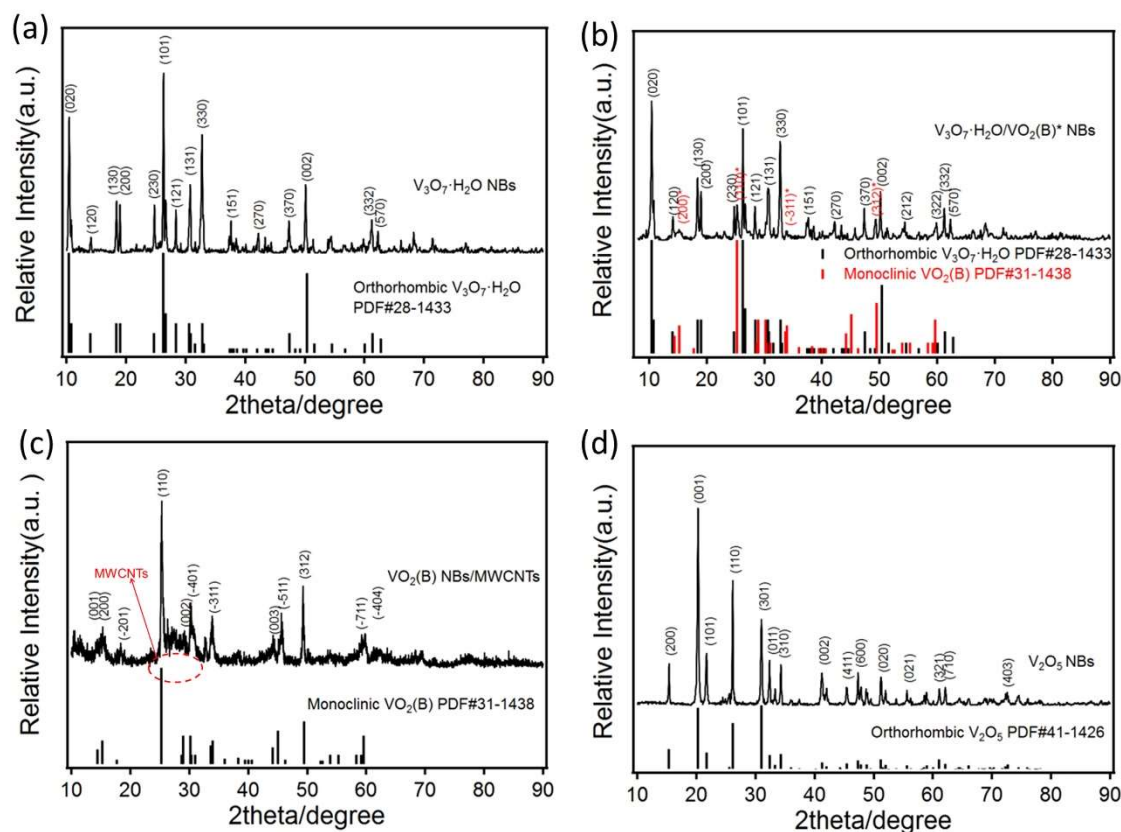 (a)
Relative Intensity(a.u.)
(020)
(120)
(130)
(200)
(101)
(230)
(121)
(131)
(330)
(151)
(270)
(370)
(002)
(332)
(570)
V₃O₇·H₂O NBs
Orthorhombic V₃O₇·H₂O
PDF#28-1433
10 20 30 40 50 60 70 80 90
2theta/degree
(b)
Relative Intensity(a.u.)
(020)
(120)
(200)*
(130)
(200)
(230)
(101)
(121)
(131)
(330)
(-311)*
(151)
(270)
(370)
(312)*
(002)
(212)
(322)
(332)
(570)
V₃O₇·H₂O/VO₂(B)* NBs
Orthorhombic V₃O₇·H₂O PDF#28-1433
Monoclinic VO₂(B) PDF#31-1438
10 20 30 40 50 60 70 80 90
2theta/degree
(c)
Relative Intensity(a.u. )
MWCNTs
(001)
(200)
(-201)
(110)
(002)
(-401)
(-311)
(003)
(-511)
(312)
(-711)
(-404)
VO₂(B) NBs/MWCNTs
Monoclinic VO₂(B) PDF#31-1438
10 20 30 40 50 60 70 80 90
2theta/degree
(d)
Relative Intensity(a.u. )
(200)
(001)
(101)
(110)
(301)
(011)
(310)
(002)
(411)
(600)
(020)
(021)
(321)
(710)
(403)
V₂O₅ NBs
Orthorhombic V₂O₅ PDF#41-1426
10 20 30 40 50 60 70 80 90
2theta/degree